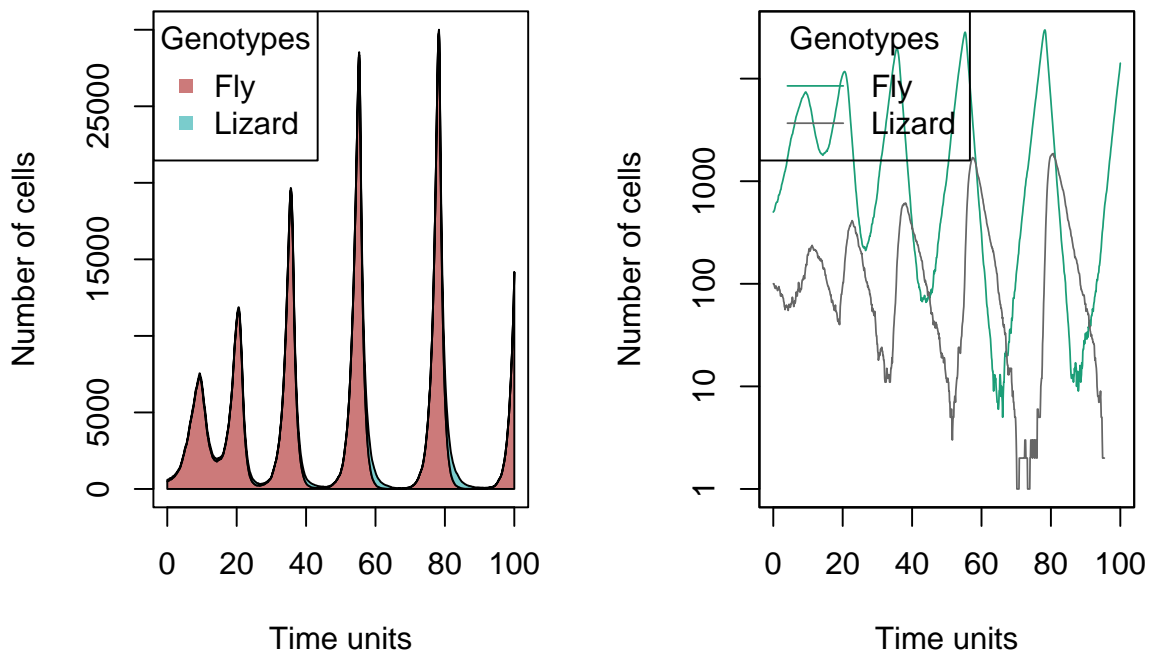 Genotypes
Fly
Lizard
Number of cells
0
5000
15000
25000
0 20 40 60 80 100
Time units
Genotypes
Fly
Lizard
Number of cells
1
10
100
1000
0 20 40 60 80 100
Time units